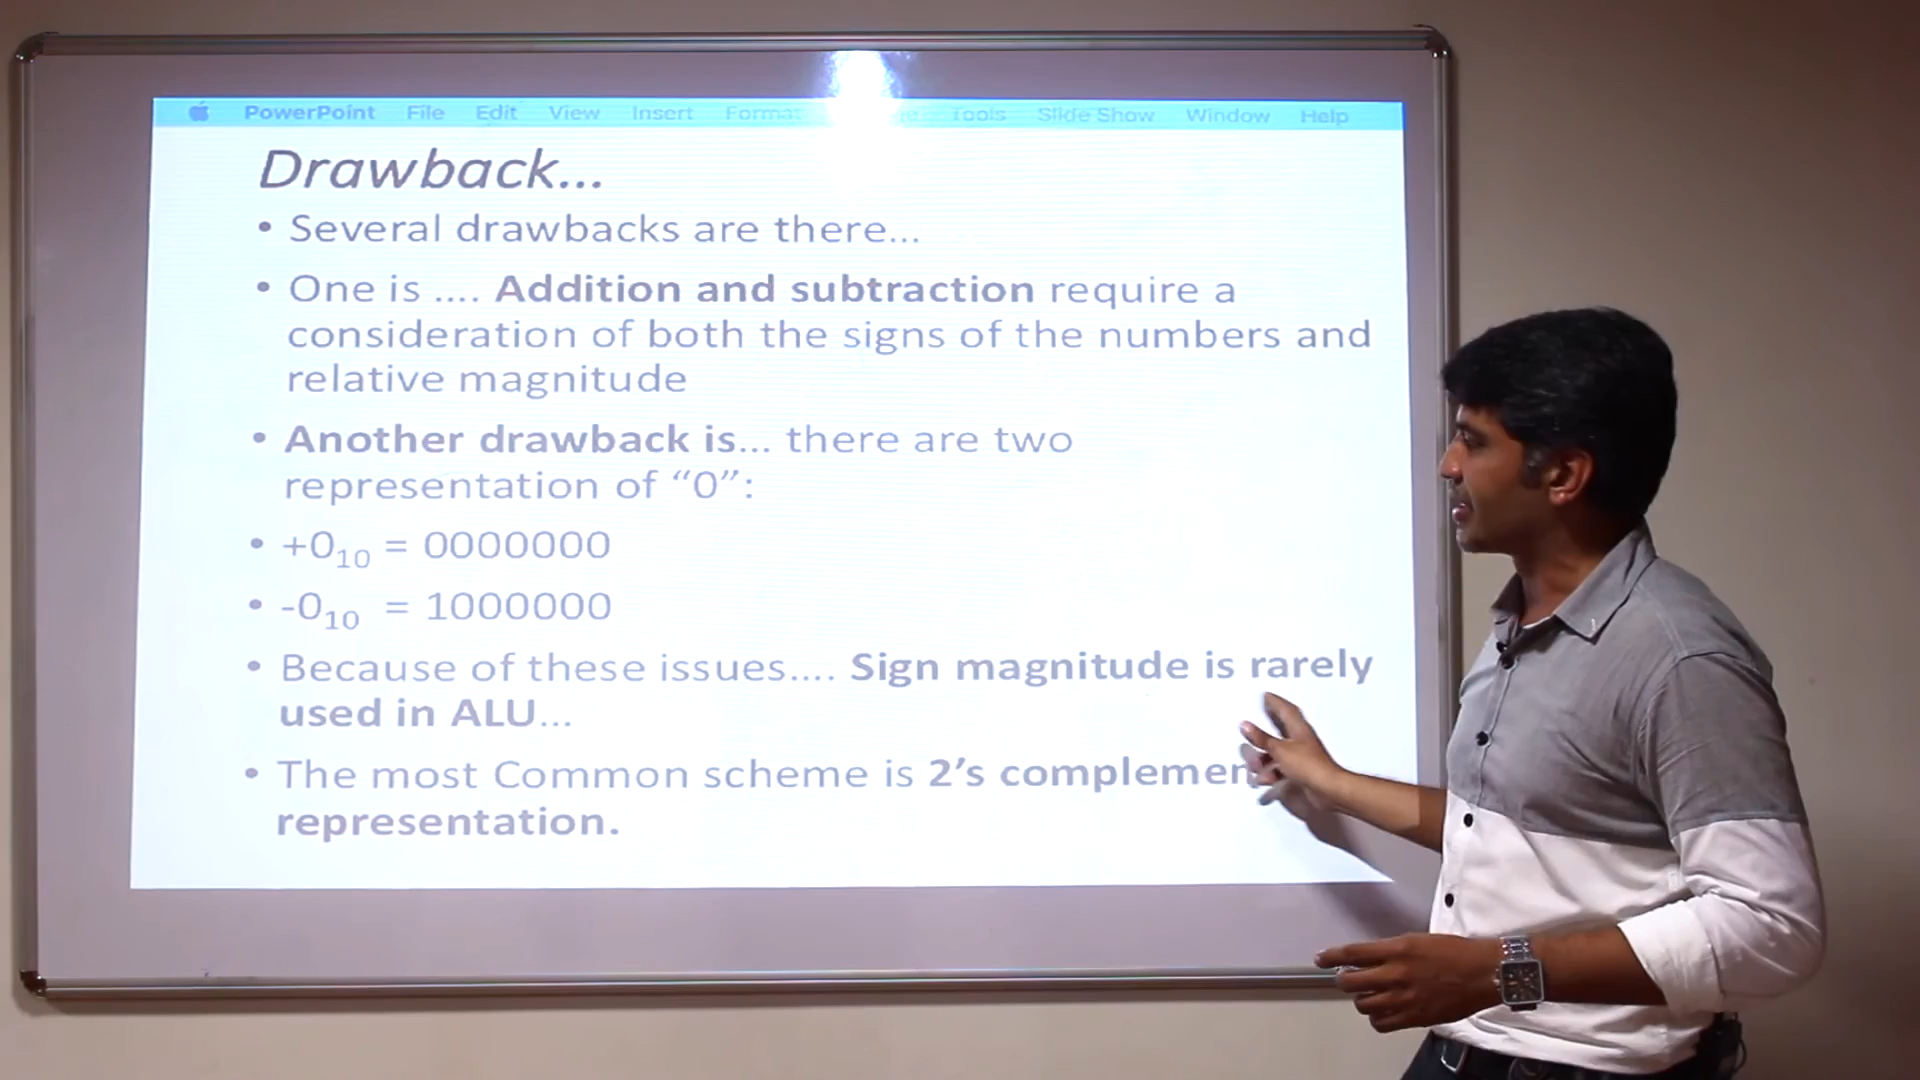 PowerPoint File Edit View Insert Format Tools Slide Show Window Help
Drawback...
• Several drawbacks are there...
• One is .... Addition and subtraction require a
consideration of both the signs of the numbers and
relative magnitude
• Another drawback is... there are two
representation of “0”:
• +0₁₀ = 0000000
• -0₁₀ = 1000000
• Because of these issues.... Sign magnitude is rarely
used in ALU...
• The most Common scheme is 2’s complemen
representation.